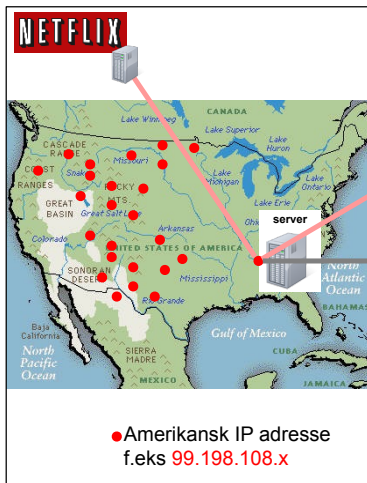 NETFLIX
Lake Winnipeg
CANADA
CASCADE
RANGE
Lake Superior
Missouri
Lake
Huron
COAST
RANGES
Snake
Lake
Michigan
Lake
Ontario
ROCKY
MTS.
Lake Erie
GREAT
BASIN
Great Salt Lake
Ohio
server
Colorado
Arkansas
UNITED STATES OF AMERICA
SONORAN
DESERT
Mississippi
North
Atlantic
Ocean
Rio Grande
BAHAMAS
Baja
California
Gulf of Mexico
North
Pacific
Ocean
SIERRA
MADRE
CUBA
MEXICO
JAMAICA
Amerikansk IP adresse
f.eks 99.198.108.x